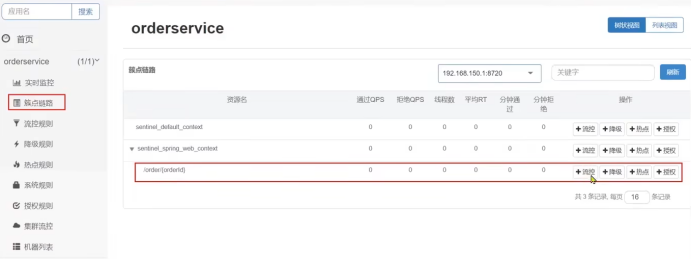 应用名 搜索
首页
orderservice (1/1)
实时监控
簇点链路
流控规则
降级规则
热点规则
系统规则
授权规则
集群流控
机器列表
orderservice
树状视图 列表视图
簇点链路 192.168.150.1:8720 关键字 刷新
资源名 通过QPS 拒绝QPS 线程数 平均RT 分钟通过 分钟拒绝 操作
sentinel_default_context 0 0 0 0 0 0 +流控 +降级 +热点 +授权
sentinel_spring_web_context 0 0 0 0 0 0 +流控 +降级 +热点 +授权
/order/{orderId} 0 0 0 0 0 0 +流控 +降级 +热点 +授权
共 3 条记录, 每页 16 条记录